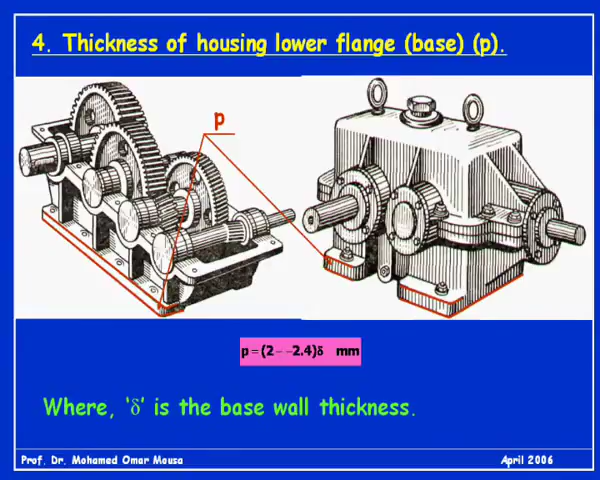 4. Thickness of housing lower flange (base) (p).
p
p = (2 - -2.4)δ mm
Where, ‘δ’ is the base wall thickness.
Prof. Dr. Mohamed Omar Mousa April 2006